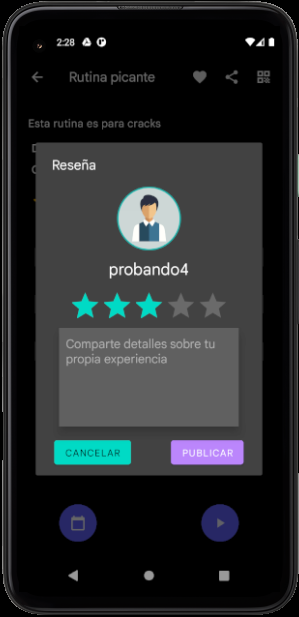 2:28
Rutina picante
Esta rutina es para cracks
Reseña
probando4
Comparte detalles sobre tu
propia experiencia
CANCELAR
PUBLICAR